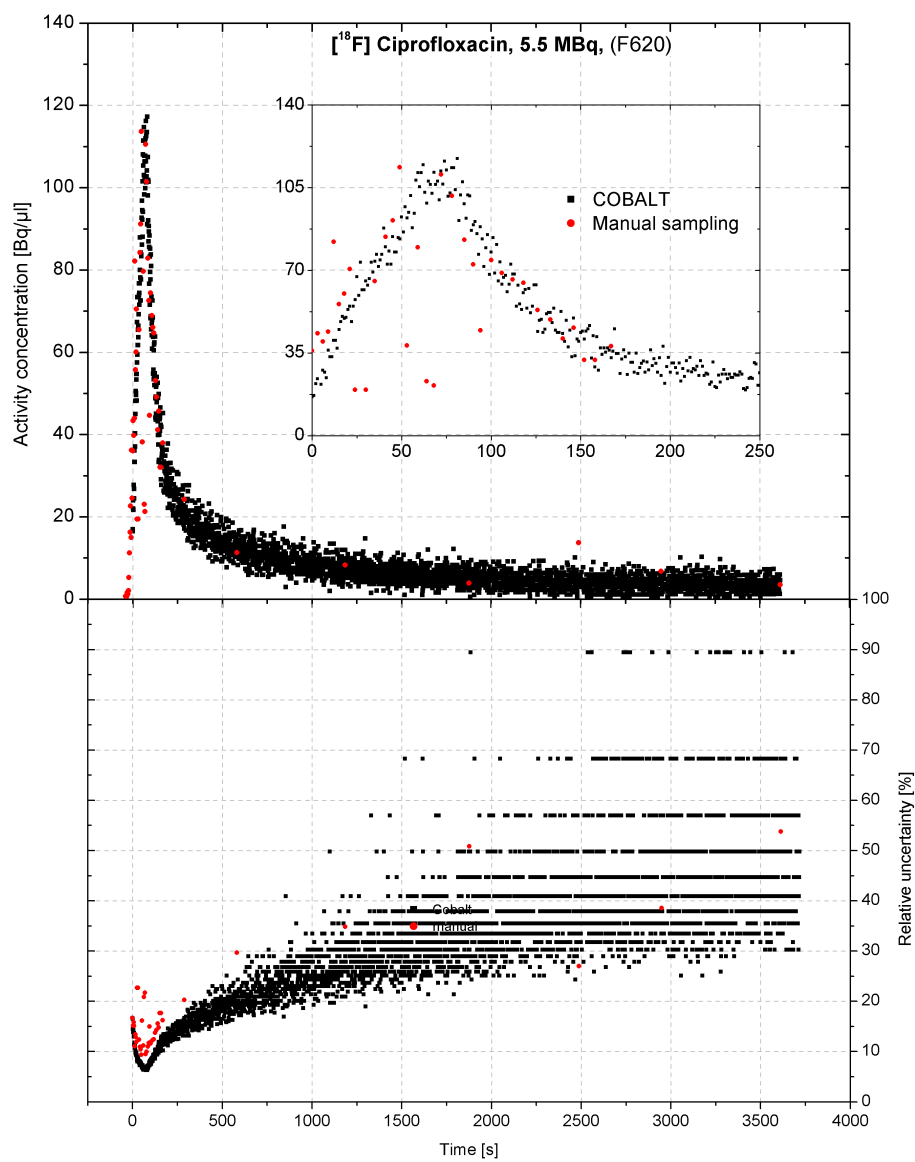 [¹⁸F] Ciprofloxacin, 5.5 MBq, (F620)
140
120
100
80
60
40
20
0
Activity concentration [Bq/µl]
140
105
70
35
0
0 50 100 150 200 250
COBALT
Manual sampling
100
90
80
70
60
50
40
30
20
10
0
Relative uncertainty [%]
Cobalt
manual
0 500 1000 1500 2000 2500 3000 3500 4000
Time [s]